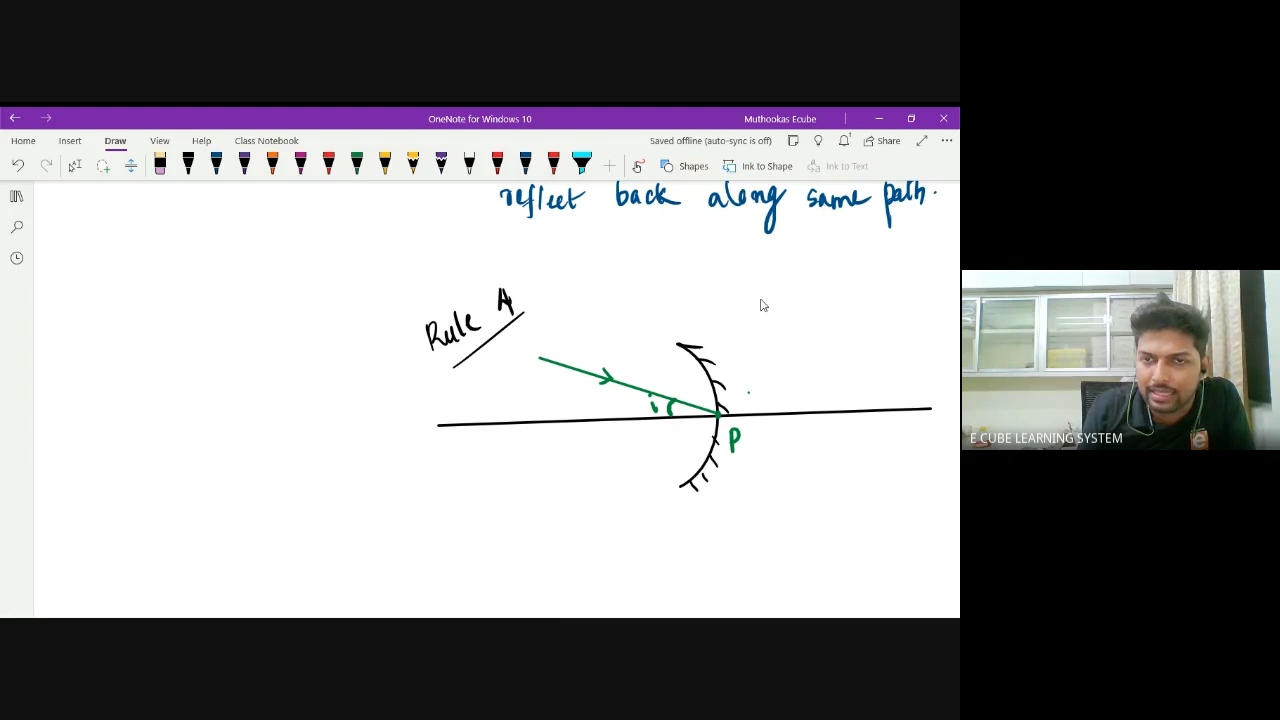 OneNote for Windows 10
Muthookas Ecube
Home Insert Draw View Help Class Notebook
Saved offline (auto-sync is off)
Share
Shapes
Ink to Shape
Ink to Text
reflect back along same path.
Rule 4
i
P
E CUBE LEARNING SYSTEM